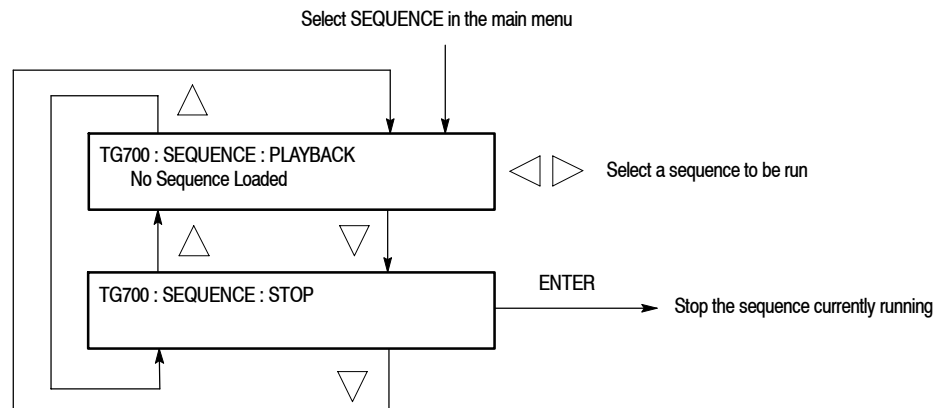 Select SEQUENCE in the main menu
TG700 : SEQUENCE : PLAYBACK
No Sequence Loaded
Select a sequence to be run
TG700 : SEQUENCE : STOP
ENTER
Stop the sequence currently running